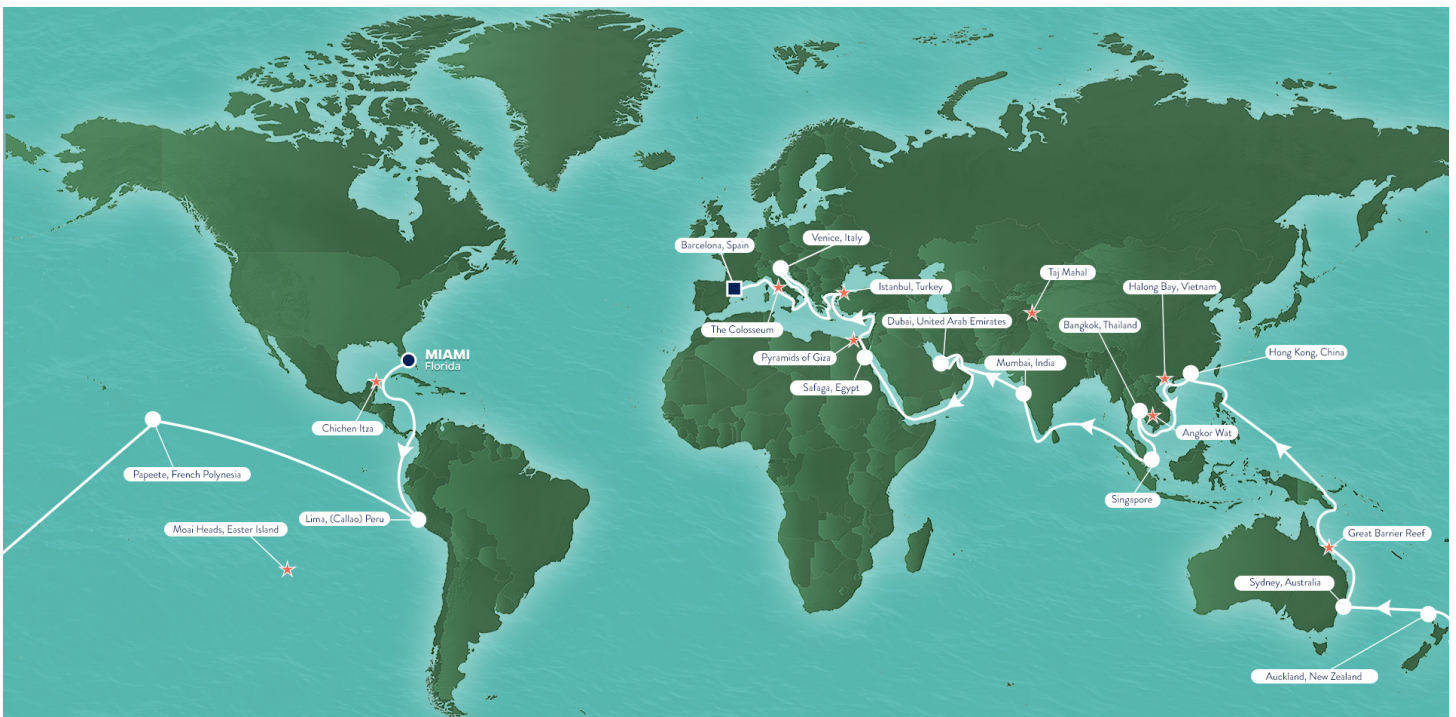 Barcelona, Spain
Venice, Italy
Istanbul, Turkey
Taj Mahal
Halong Bay, Vietnam
The Colosseum
Dubai, United Arab Emirates
Bangkok, Thailand
Pyramids of Giza
Mumbai, India
Hong Kong, China
Safaga, Egypt
MIAMI
Florida
Chichen Itza
Angkor Wat
Papeete, French Polynesia
Singapore
Lima, (Callao) Peru
Moai Heads, Easter Island
Great Barrier Reef
Sydney, Australia
Auckland, New Zealand